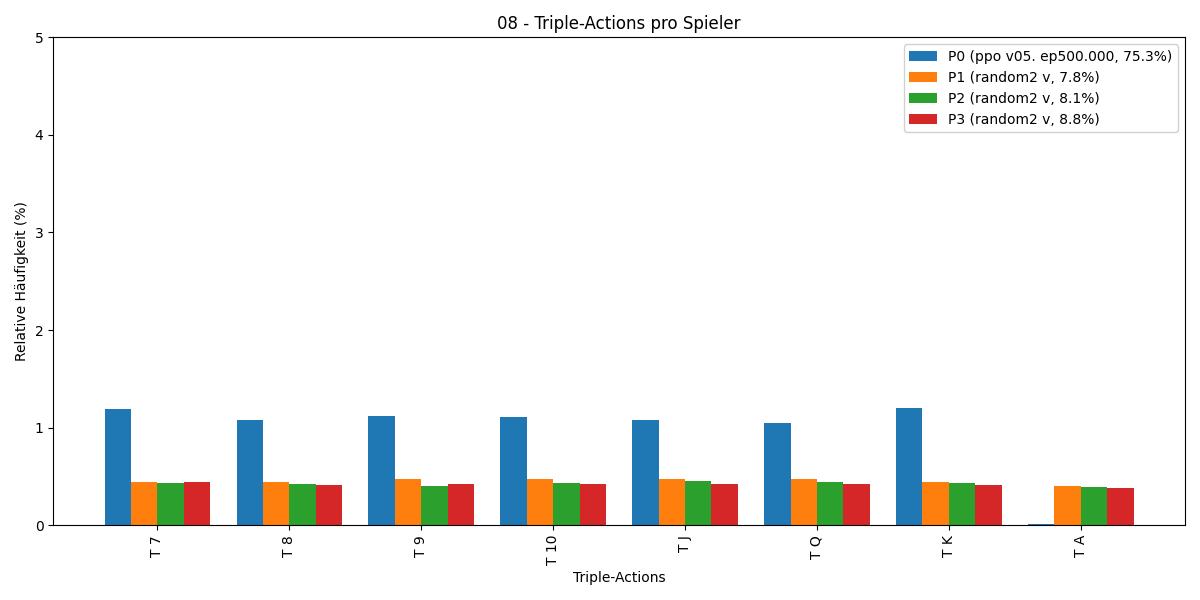 08 - Triple-Actions pro Spieler
Relative Häufigkeit (%)
5
4
3
2
1
0
P0 (ppo v05. ep500.000, 75.3%)
P1 (random2 v, 7.8%)
P2 (random2 v, 8.1%)
P3 (random2 v, 8.8%)
T 7
T 8
T 9
T 10
T J
T Q
T K
T A
Triple-Actions